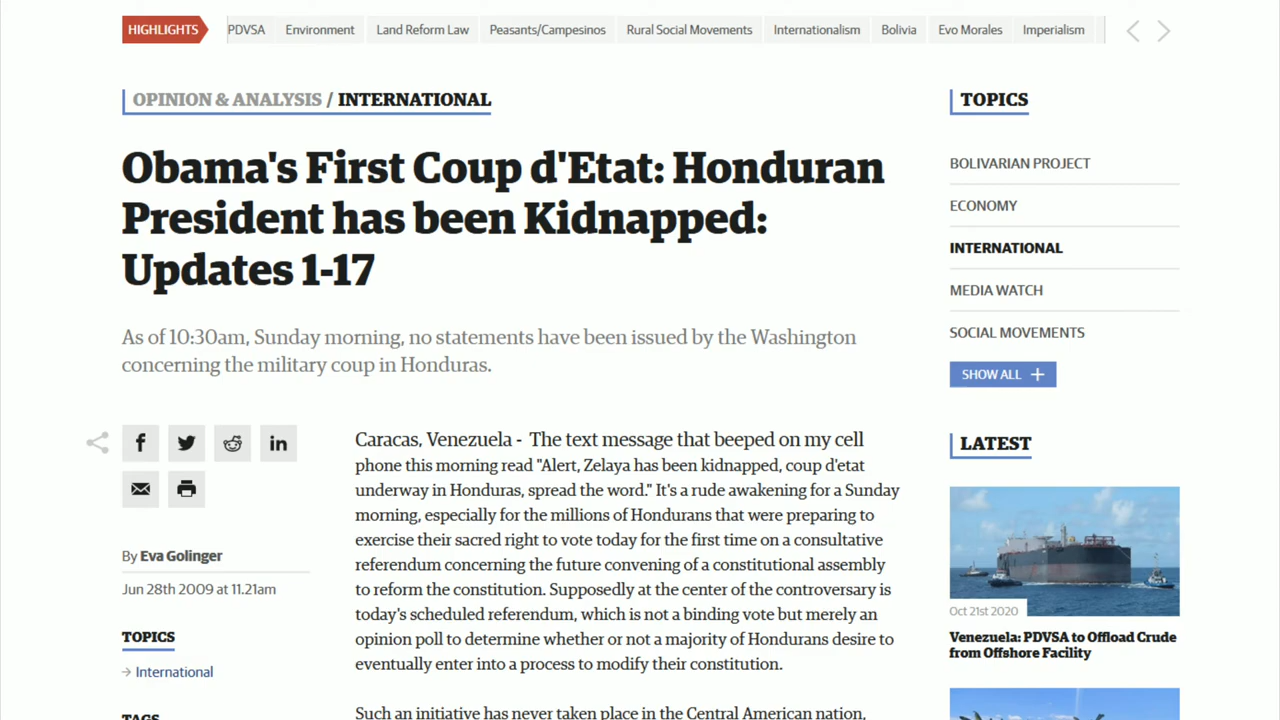 HIGHLIGHTS PDVSA Environment Land Reform Law Peasants/Campesinos Rural Social Movements Internationalism Bolivia Evo Morales Imperialism
OPINION & ANALYSIS / INTERNATIONAL
Obama's First Coup d'Etat: Honduran
President has been Kidnapped:
Updates 1-17
As of 10:30am, Sunday morning, no statements have been issued by the Washington
concerning the military coup in Honduras.
By Eva Golinger
Jun 28th 2009 at 11.21am
TOPICS
→ International
TAGS
Caracas, Venezuela - The text message that beeped on my cell
phone this morning read "Alert, Zelaya has been kidnapped, coup d'etat
underway in Honduras, spread the word." It's a rude awakening for a Sunday
morning, especially for the millions of Hondurans that were preparing to
exercise their sacred right to vote today for the first time on a consultative
referendum concerning the future convening of a constitutional assembly
to reform the constitution. Supposedly at the center of the controversary is
today's scheduled referendum, which is not a binding vote but merely an
opinion poll to determine whether or not a majority of Hondurans desire to
eventually enter into a process to modify their constitution.
Such an initiative has never taken place in the Central American nation,
TOPICS
BOLIVARIAN PROJECT
ECONOMY
INTERNATIONAL
MEDIA WATCH
SOCIAL MOVEMENTS
SHOW ALL +
LATEST
Oct 21st 2020
Venezuela: PDVSA to Offload Crude
from Offshore Facility